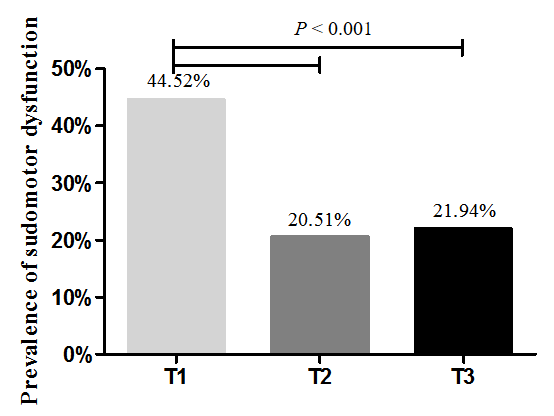 P < 0.001
Prevalence of sudomotor dysfunction
50%
40%
30%
20%
10%
0%
44.52%
20.51%
21.94%
T1
T2
T3